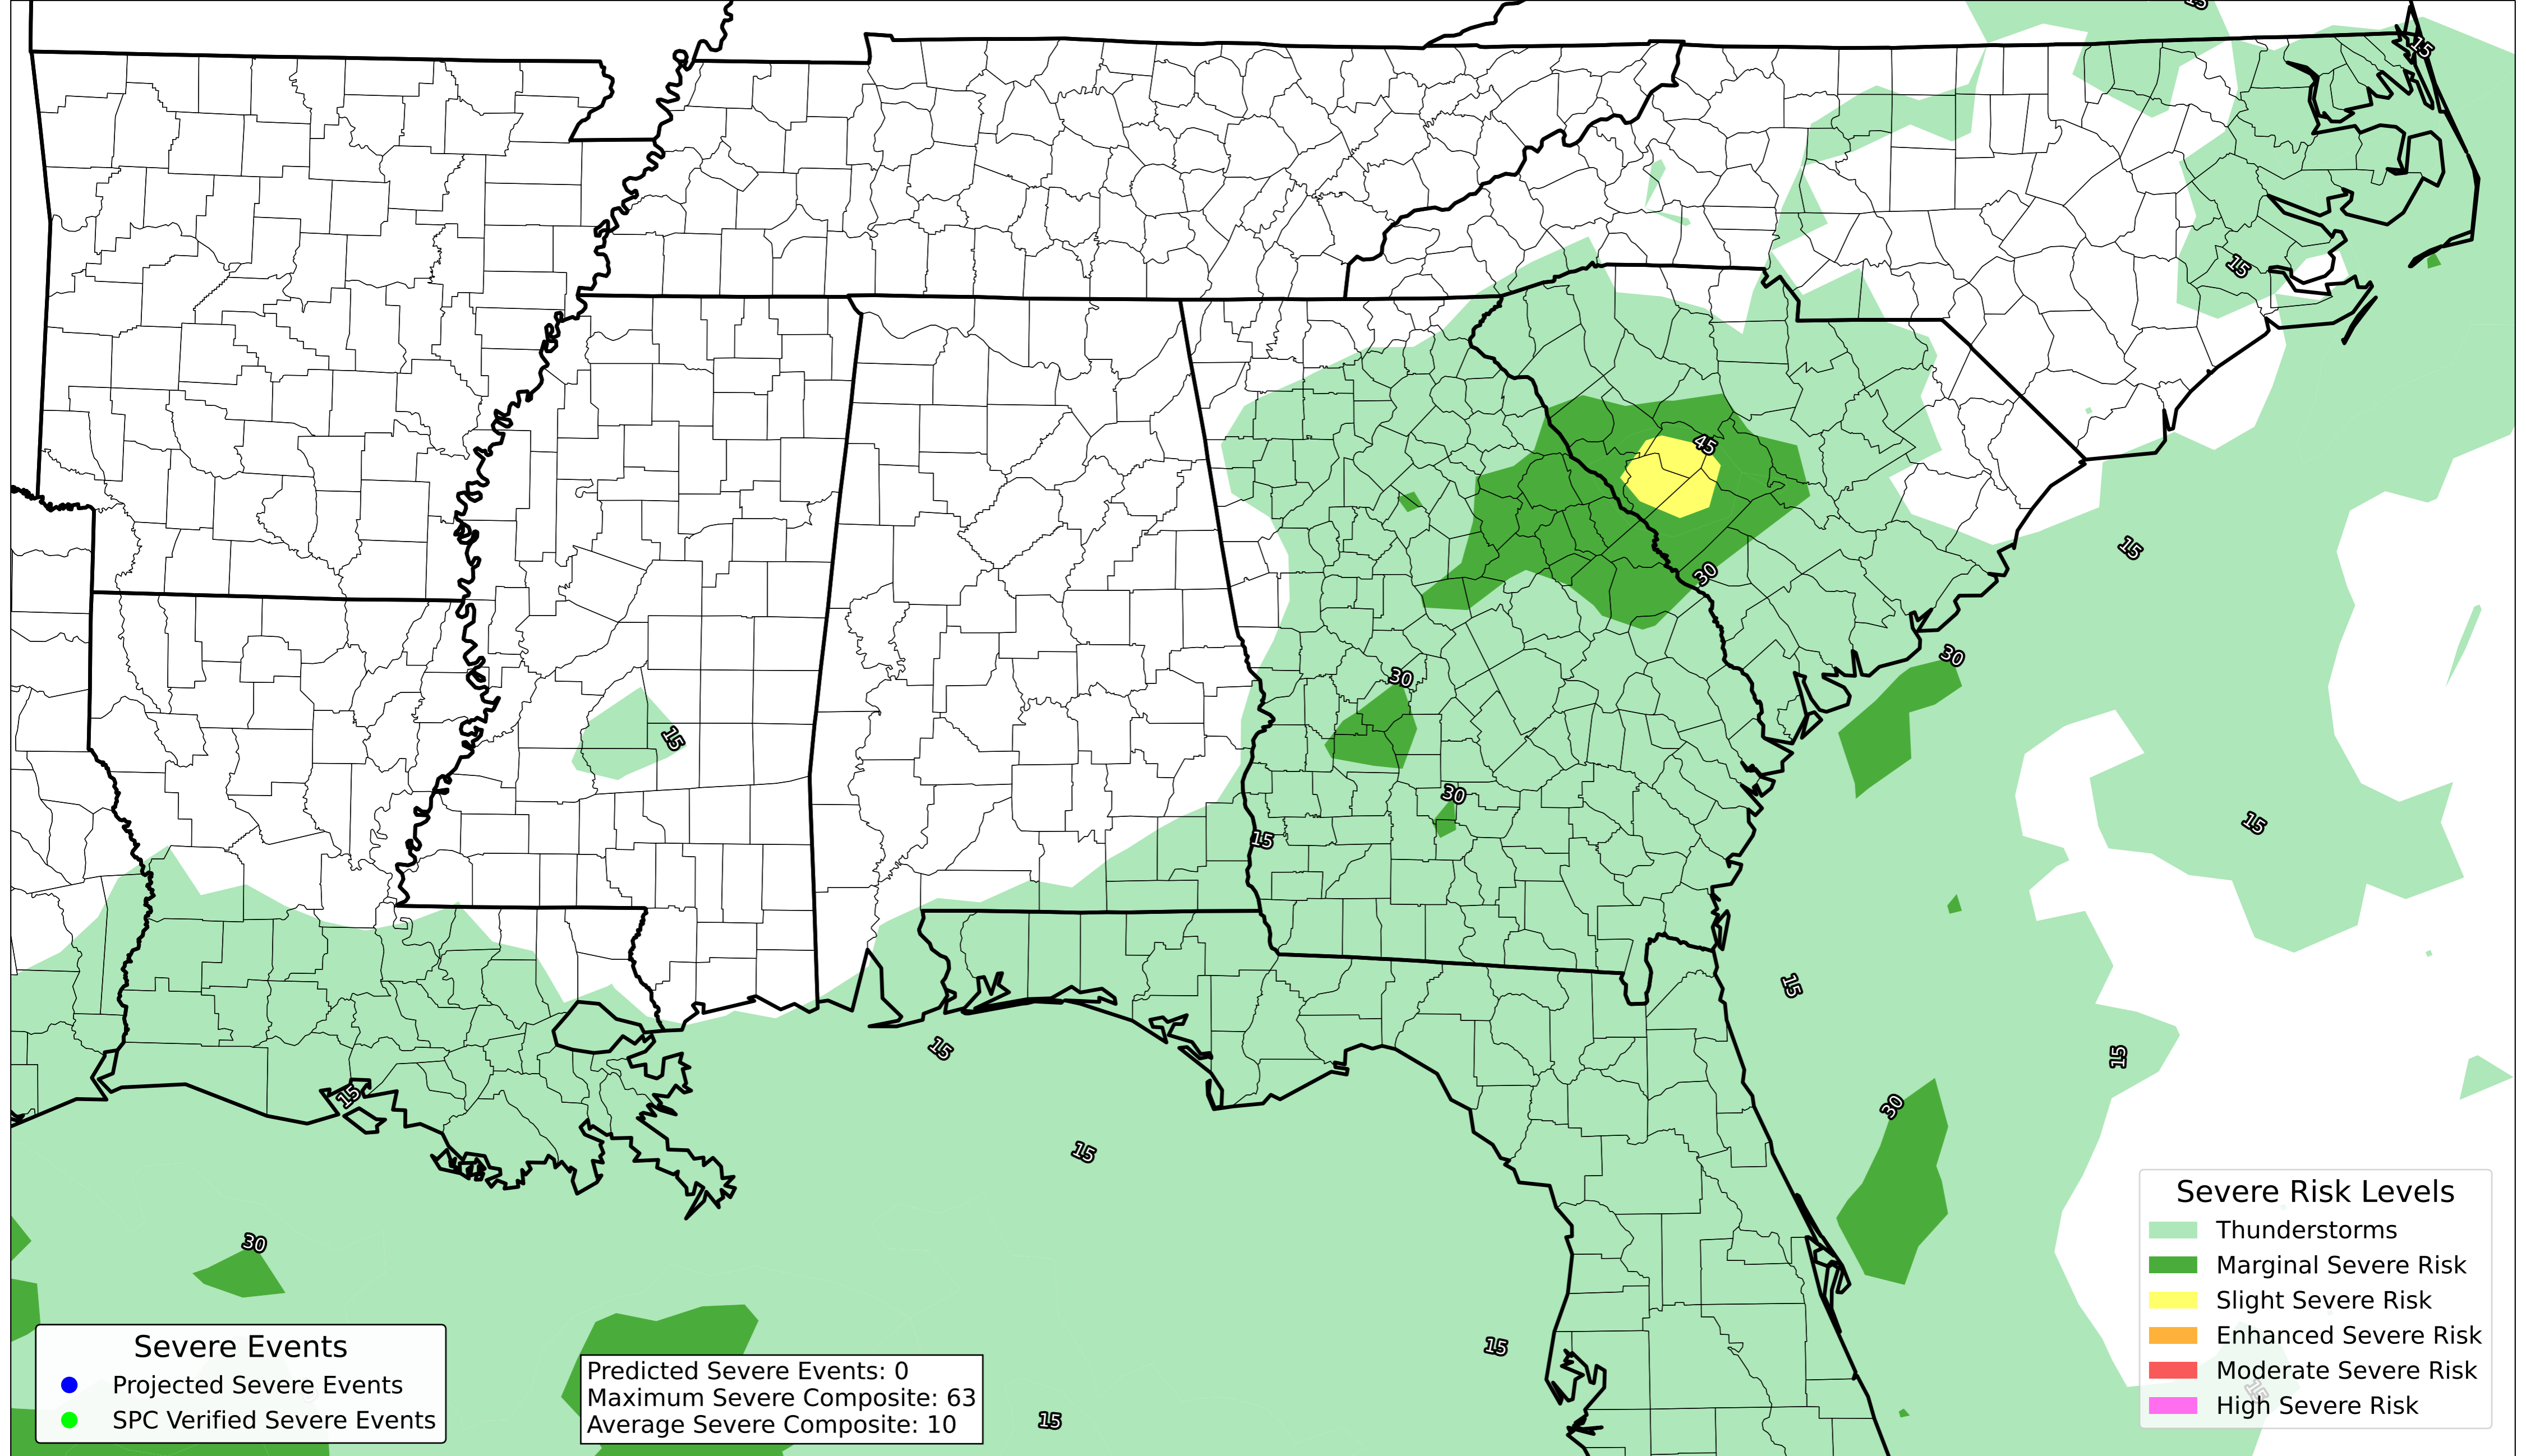 15
15
15
45
15
30
30
30
15
30
15
15
15
15
15
15
30
15
30
15
15
15
Severe Events
Projected Severe Events
SPC Verified Severe Events
Predicted Severe Events: 0
Maximum Severe Composite: 63
Average Severe Composite: 10
Severe Risk Levels
Thunderstorms
Marginal Severe Risk
Slight Severe Risk
Enhanced Severe Risk
Moderate Severe Risk
High Severe Risk